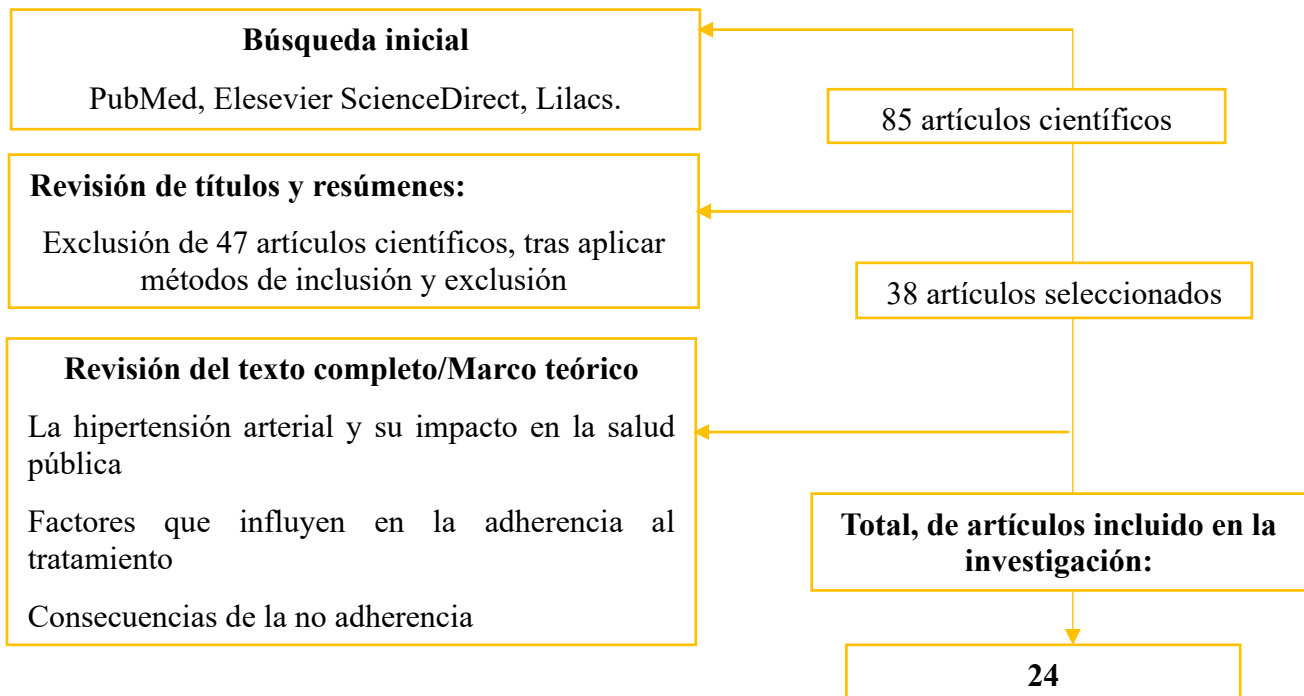 Búsqueda inicial
PubMed, Elesevier ScienceDirect, Lilacs.
85 artículos científicos
Revisión de títulos y resúmenes:
Exclusión de 47 artículos científicos, tras aplicar
métodos de inclusión y exclusión
38 artículos seleccionados
Revisión del texto completo/Marco teórico
La hipertensión arterial y su impacto en la salud
pública
Factores que influyen en la adherencia al
tratamiento
Consecuencias de la no adherencia
Total, de artículos incluido en la
investigación:
24